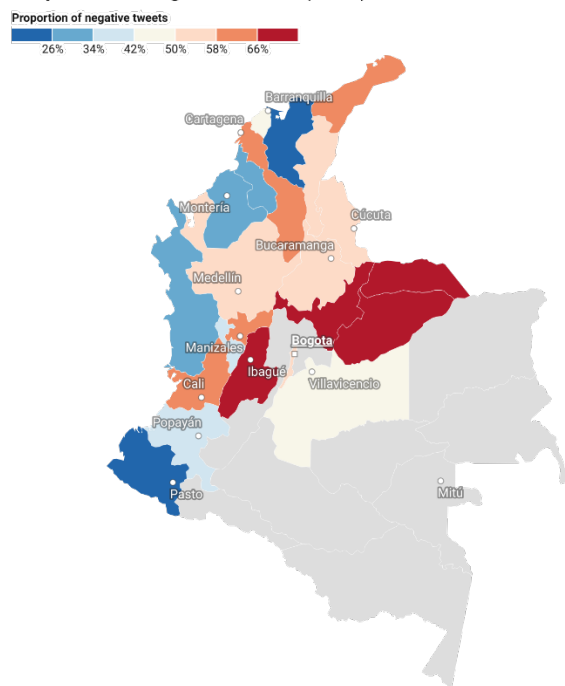 Proportion of negative tweets
26% 34% 42% 50% 58% 66%
Barranquilla
Cartagena
Montería
Cúcuta
Bucaramanga
Medellín
Manizales
Bogota
Ibagué
Cali
Villavicencio
Popayán
Pasto
Mitú